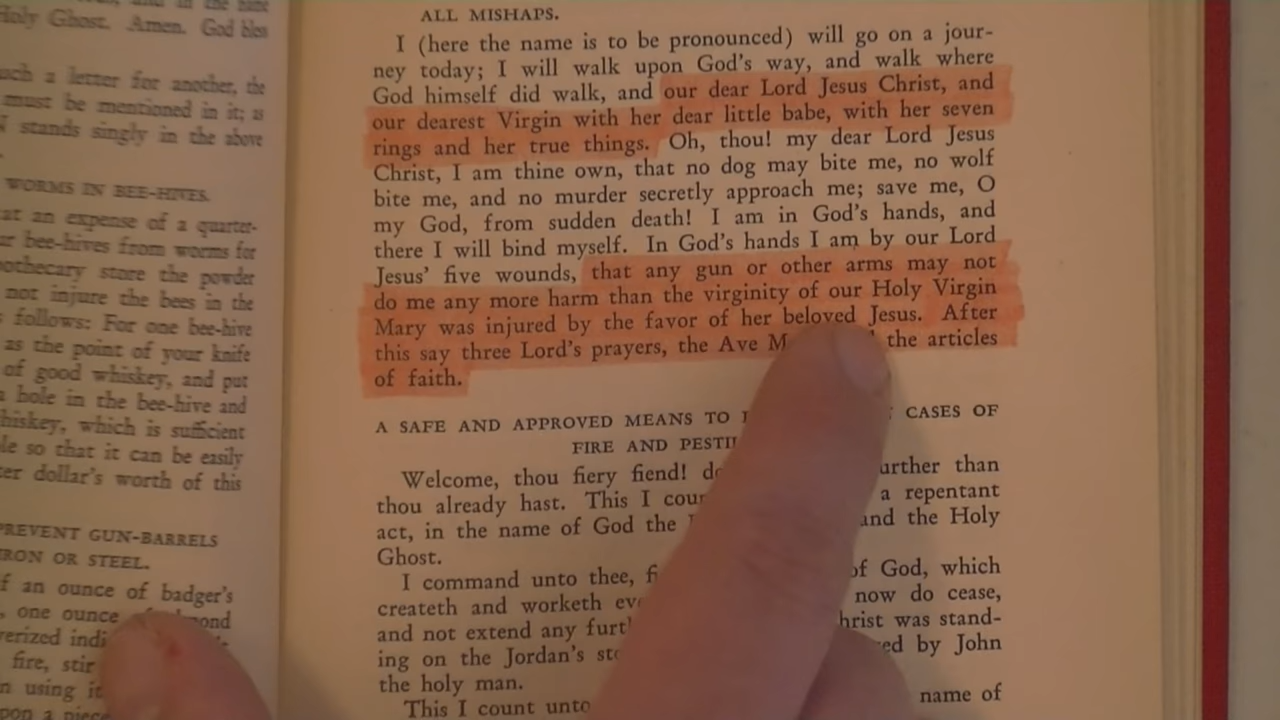 Holy Ghost. Amen. God bless
such a letter for another, the
must be mentioned in it; as
N stands singly in the above
WORMS IN BEE-HIVES.
at an expense of a quarter-
bee-hives from worms for
apothecary store the powder
not injure the bees in the
follows: For one bee-hive
as the point of your knife
of good whiskey, and put
a hole in the bee-hive and
whiskey, which is sufficient
so that it can be easily
dollar's worth of this
PREVENT GUN-BARRELS
IRON OR STEEL.
an ounce of badger's
one ounce of
fire, stir
using it
upon a piece
ALL MISHAPS.
I (here the name is to be pronounced) will go on a jour-
ney today; I will walk upon God's way, and walk where
God himself did walk, and our dear Lord Jesus Christ, and
our dearest Virgin with her dear little babe, with her seven
rings and her true things. Oh, thou! my dear Lord Jesus
Christ, I am thine own, that no dog may bite me, no wolf
bite me, and no murder secretly approach me; save me, O
my God, from sudden death! I am in God's hands, and
there I will bind myself. In God's hands I am by our Lord
Jesus' five wounds, that any gun or other arms may not
do me any more harm than the virginity of our Holy Virgin
Mary was injured by the favor of her beloved Jesus. After
this say three Lord's prayers, the Ave M the articles
of faith.
A SAFE AND APPROVED MEANS TO CASES OF
FIRE AND
Welcome, thou fiery fiend! further than
thou already hast. This I a repentant
act, in the name of God the and the Holy
Ghost.
I command unto thee, of God, which
createth and worketh now do cease,
and not extend any stand-
ing on the Jordan's by John
the holy man.
This I count name of